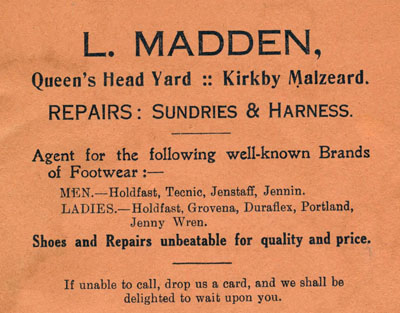 L. MADDEN,
Queen's Head Yard :: Kirkby Malzeard.
REPAIRS: SUNDRIES & HARNESS.
Agent for the following well-known Brands
of Footwear:—
MEN.—Holdfast, Tecnic, Jenstaff, Jennin.
LADIES.—Holdfast, Grovena, Duraflex, Portland,
Jenny Wren.
Shoes and Repairs unbeatable for quality and price.
If unable to call, drop us a card, and we shall
be delighted to wait upon you.